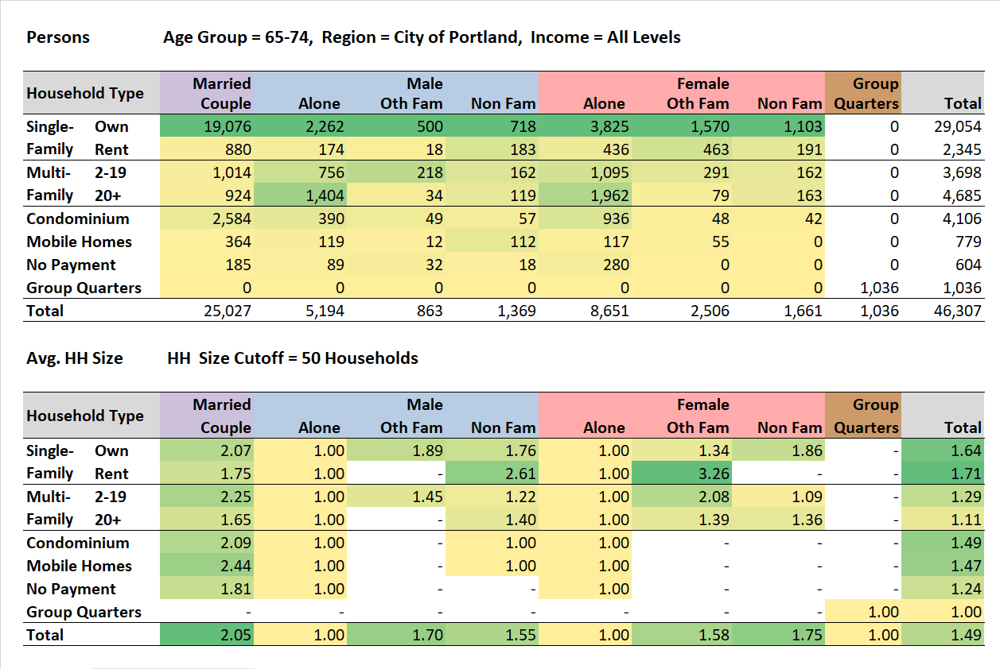 Persons Age Group = 65-74, Region = City of Portland, Income = All Levels
Household Type Married Couple Male Alone Oth Fam Non Fam Female Alone Oth Fam Non Fam Group Quarters Total
Single- Own 19,076 2,262 500 718 3,825 1,570 1,103 0 29,054
Family Rent 880 174 18 183 436 463 191 0 2,345
Multi- 2-19 1,014 756 218 162 1,095 291 162 0 3,698
Family 20+ 924 1,404 34 119 1,962 79 163 0 4,685
Condominium 2,584 390 49 57 936 48 42 0 4,106
Mobile Homes 364 119 12 112 117 55 0 0 779
No Payment 185 89 32 18 280 0 0 0 604
Group Quarters 0 0 0 0 0 0 0 1,036 1,036
Total 25,027 5,194 863 1,369 8,651 2,506 1,661 1,036 46,307
Avg. HH Size HH Size Cutoff = 50 Households
Household Type Married Couple Male Alone Oth Fam Non Fam Female Alone Oth Fam Non Fam Group Quarters Total
Single- Own 2.07 1.00 1.89 1.76 1.00 1.34 1.86 - 1.64
Family Rent 1.75 1.00 - 2.61 1.00 3.26 - - 1.71
Multi- 2-19 2.25 1.00 1.45 1.22 1.00 2.08 1.09 - 1.29
Family 20+ 1.65 1.00 - 1.40 1.00 1.39 1.36 - 1.11
Condominium 2.09 1.00 - 1.00 1.00 - - - 1.49
Mobile Homes 2.44 1.00 - 1.00 1.00 - - - 1.47
No Payment 1.81 1.00 - - 1.00 - - - 1.24
Group Quarters - - - - - - - 1.00 1.00
Total 2.05 1.00 1.70 1.55 1.00 1.58 1.75 1.00 1.49